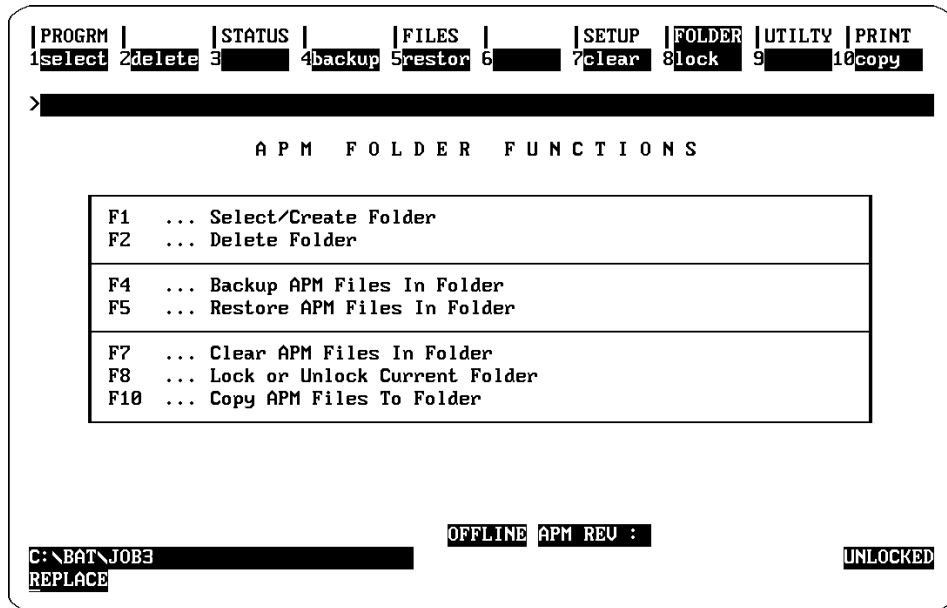 |PROGRM | |STATUS | |FILES | |SETUP |FOLDER|UTILTY |PRINT
1select 2delete 3 4backup 5restor 6 7clear 8lock 9 10copy
>
APM FOLDER FUNCTIONS
F1 ... Select/Create Folder
F2 ... Delete Folder
F4 ... Backup APM Files In Folder
F5 ... Restore APM Files In Folder
F7 ... Clear APM Files In Folder
F8 ... Lock or Unlock Current Folder
F10 ... Copy APM Files To Folder
OFFLINE APM REV :
C:\BAT\JOB3 UNLOCKED
REPLACE